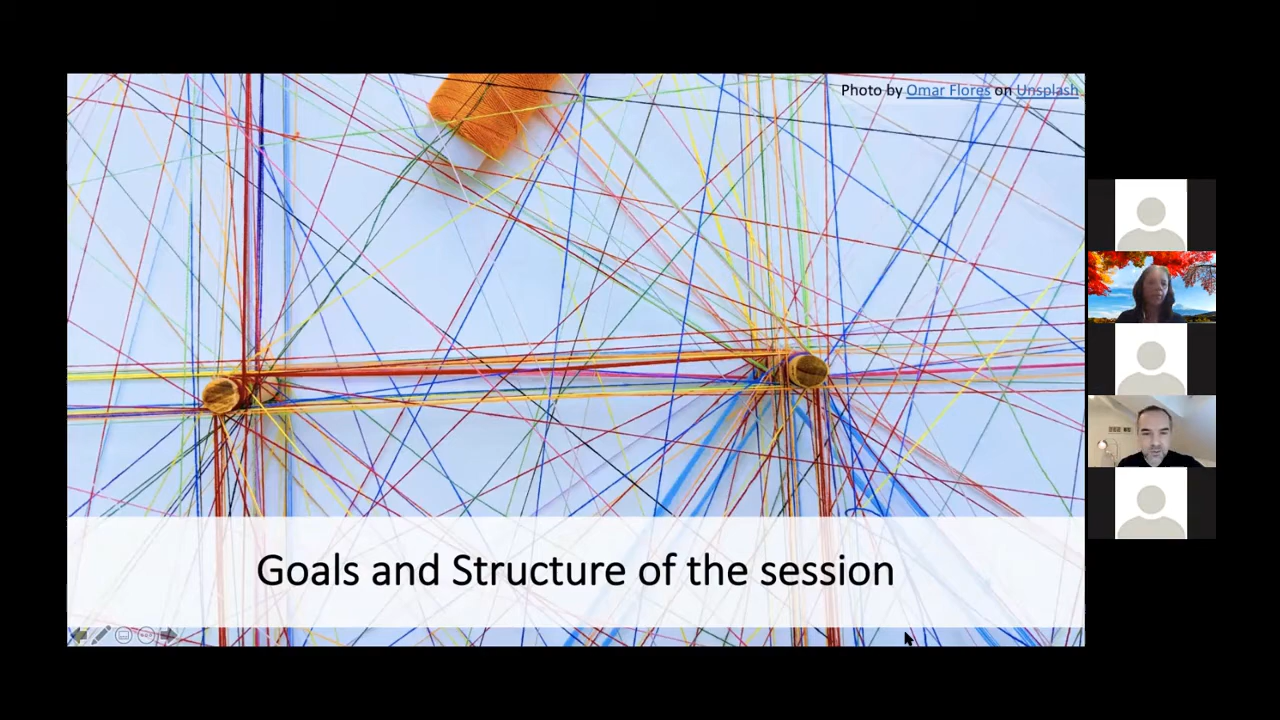 Photo by Omar Flores on Unsplash
Goals and Structure of the session